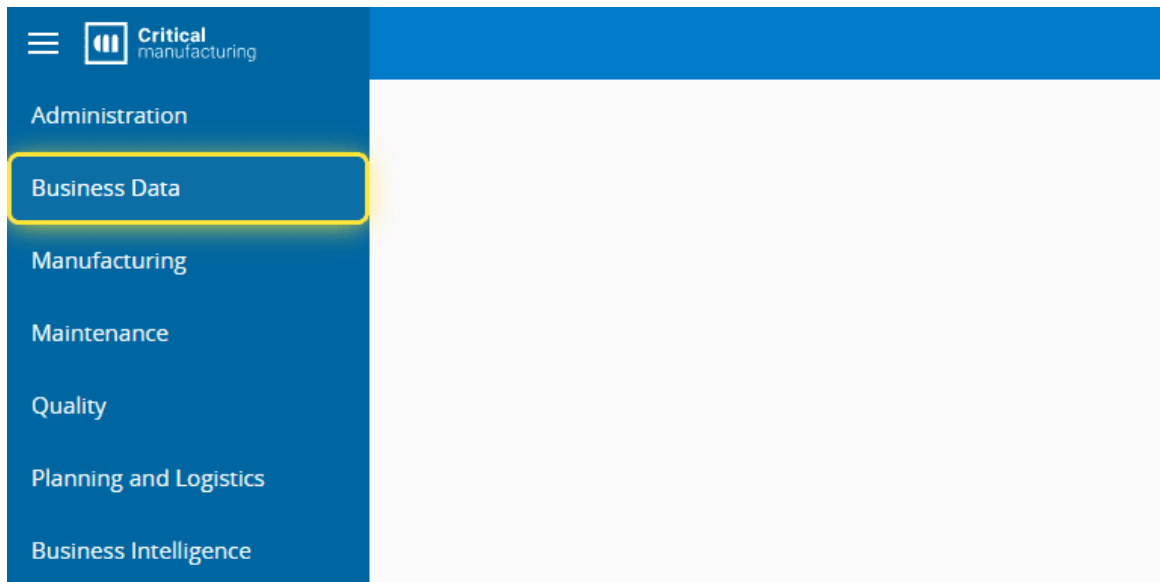 Critical
manufacturing
Administration
Business Data
Manufacturing
Maintenance
Quality
Planning and Logistics
Business Intelligence